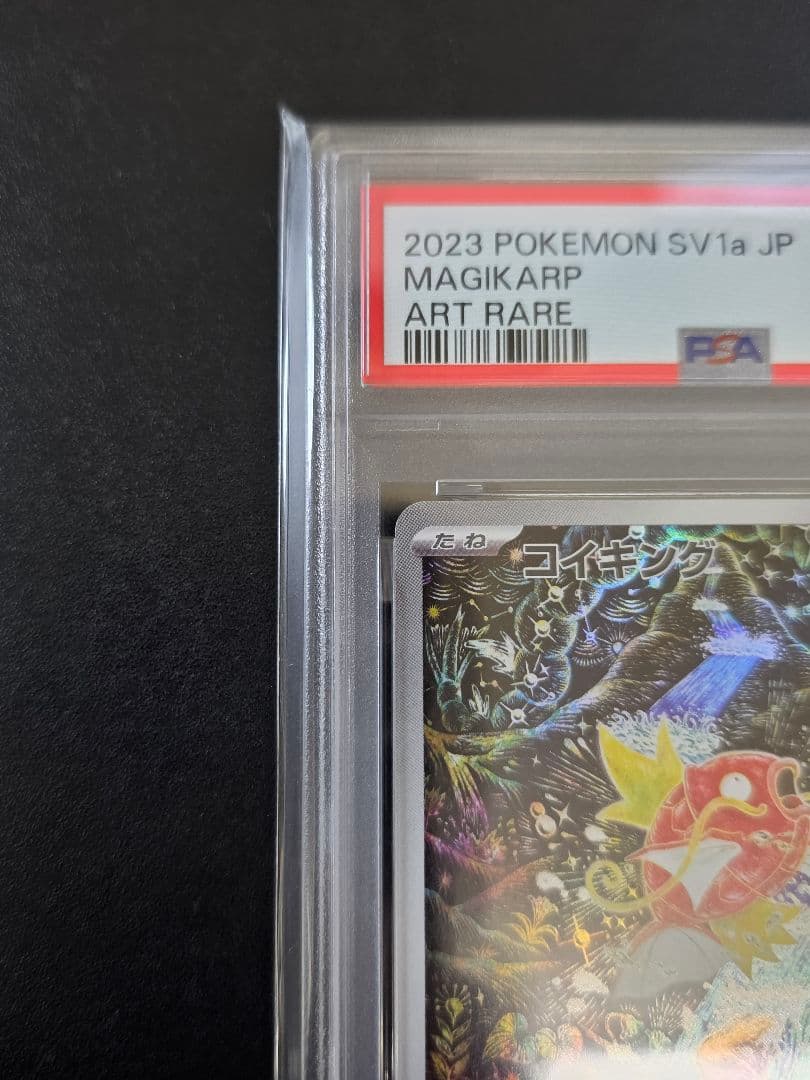 2023 POKEMON SV1a JP
MAGIKARP
ART RARE
PSA
たね コイキング